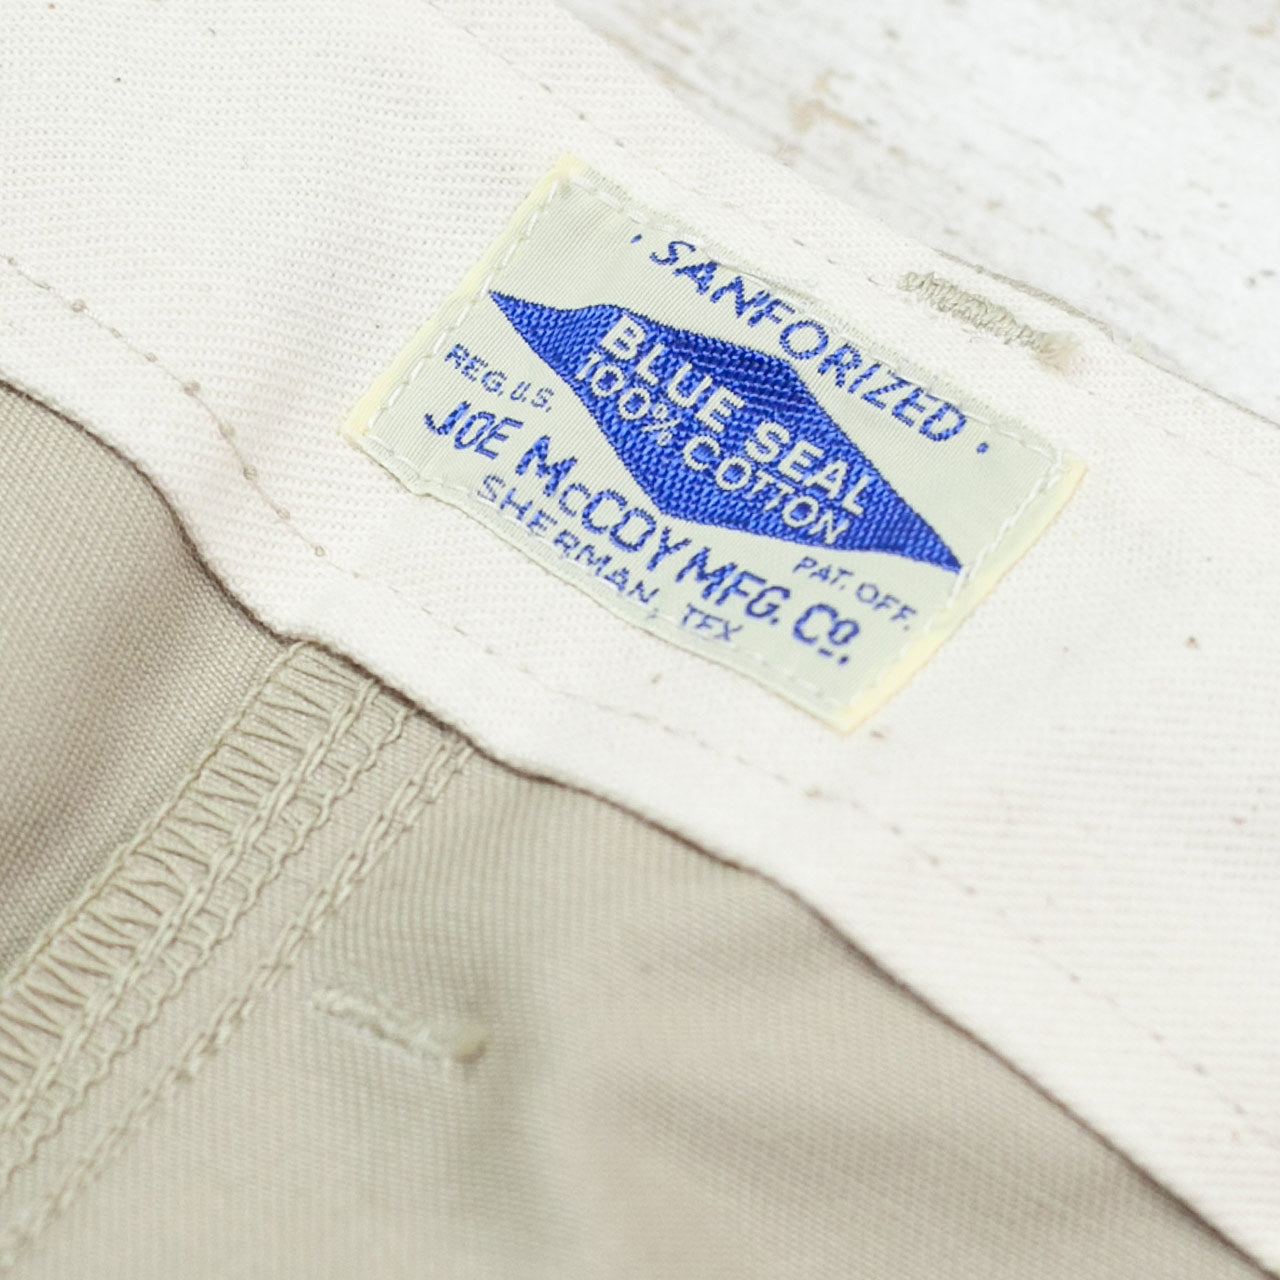 · SANFORIZED ·
BLUE SEAL
100% COTTON
REG. U.S.
PAT. OFF.
JOE McCOY MFG. Co.
SHERMAN, TEX